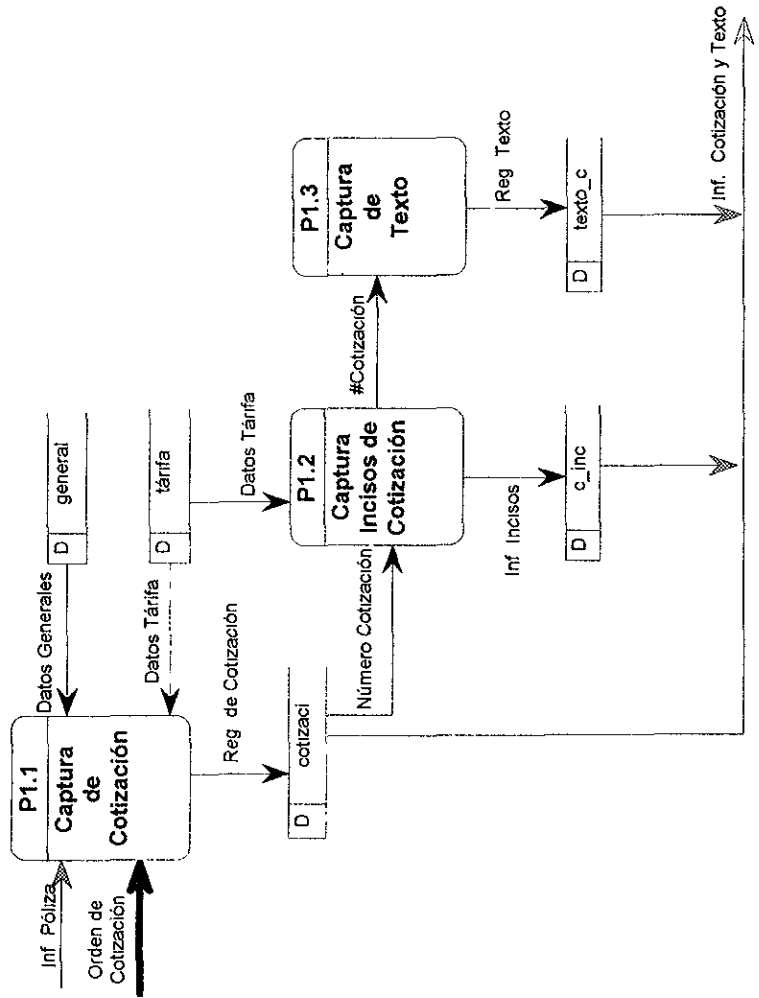 Inf Póliza
Orden de
Cotización
P1.1
Captura
de
Cotización
Datos Generales
D
general
Datos Tárifa
D
tárifa
Reg de Cotización
Datos Tárifa
D
cotizaci
Número Cotización
P1.2
Captura
Incisos de
Cotización
#Cotización
P1.3
Captura
de
Texto
Inf Incisos
D
c_inc
Reg Texto
D
texto_c
Inf. Cotización y Texto